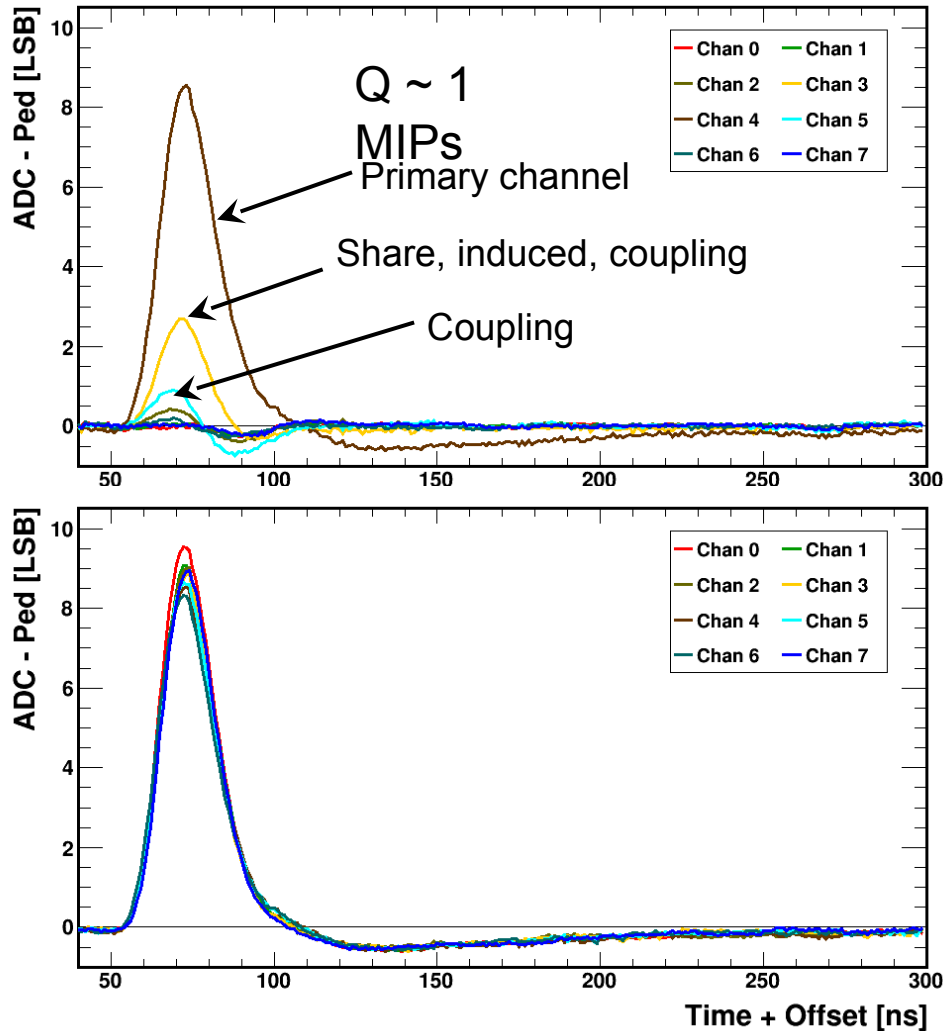 ADC - Ped [LSB]
10
8
6
4
2
0
50 100 150 200 250 300
Q ~ 1
MIPs
Primary channel
Share, induced, coupling
Coupling
Chan 0 Chan 1
Chan 2 Chan 3
Chan 4 Chan 5
Chan 6 Chan 7
ADC - Ped [LSB]
10
8
6
4
2
0
50 100 150 200 250 300
Chan 0 Chan 1
Chan 2 Chan 3
Chan 4 Chan 5
Chan 6 Chan 7
Time + Offset [ns]